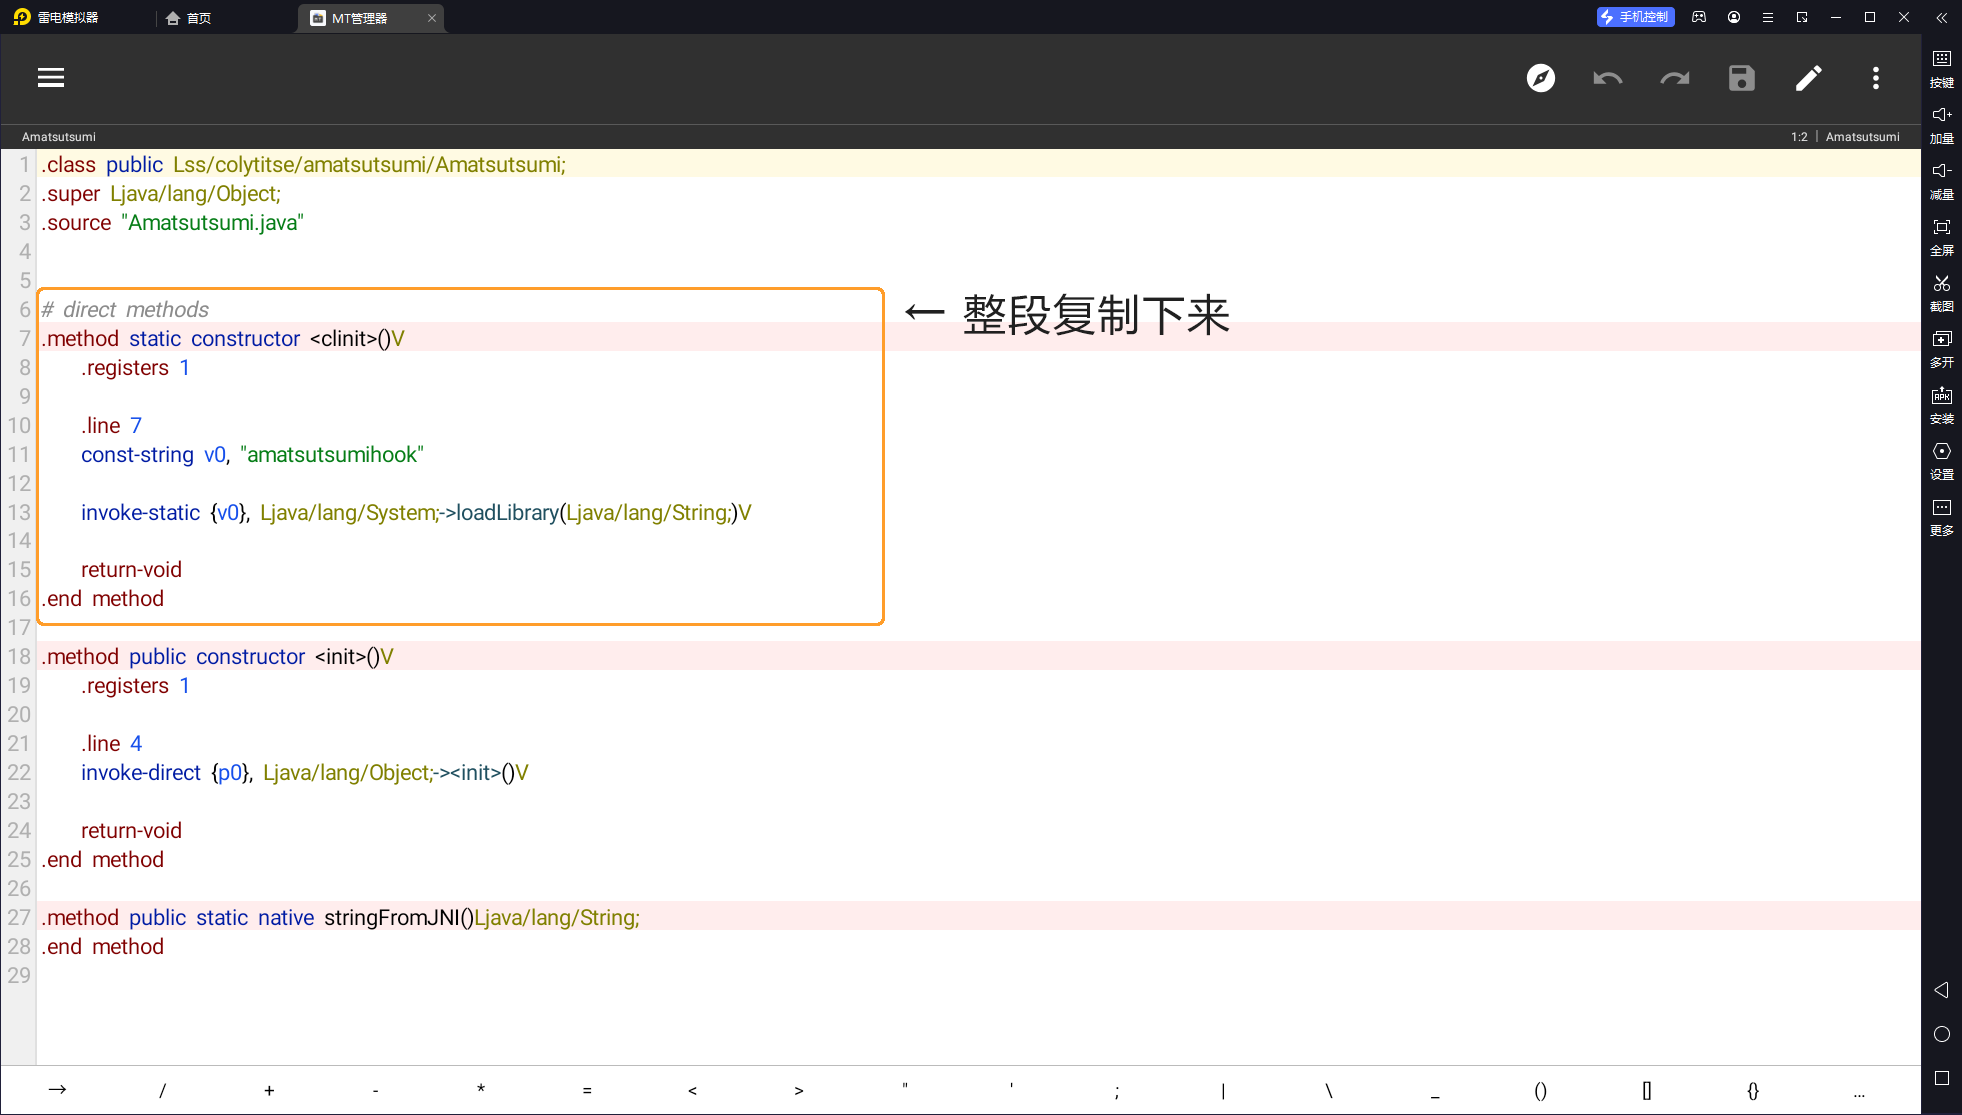 雷电模拟器 首页 MT管理器 手机控制
Amatsutsumi 1:2 | Amatsutsumi
1 .class public Lss/colytitse/amatsutsumi/Amatsutsumi;
2 .super Ljava/lang/Object;
3 .source "Amatsutsumi.java"
4
5
6 # direct methods
← 整段复制下来
7 .method static constructor <clinit>()V
8 .registers 1
9
10 .line 7
11 const-string v0, "amatsutsumihook"
12
13 invoke-static {v0}, Ljava/lang/System;->loadLibrary(Ljava/lang/String;)V
14
15 return-void
16 .end method
17
18 .method public constructor <init>()V
19 .registers 1
20
21 .line 4
22 invoke-direct {p0}, Ljava/lang/Object;-><init>()V
23
24 return-void
25 .end method
26
27 .method public static native stringFromJNI()Ljava/lang/String;
28 .end method
29
→ / + - * = < > " ' ; | \ _ () [] {} ...
按键
加量
减量
全屏
截图
多开
APK
安装
设置
更多